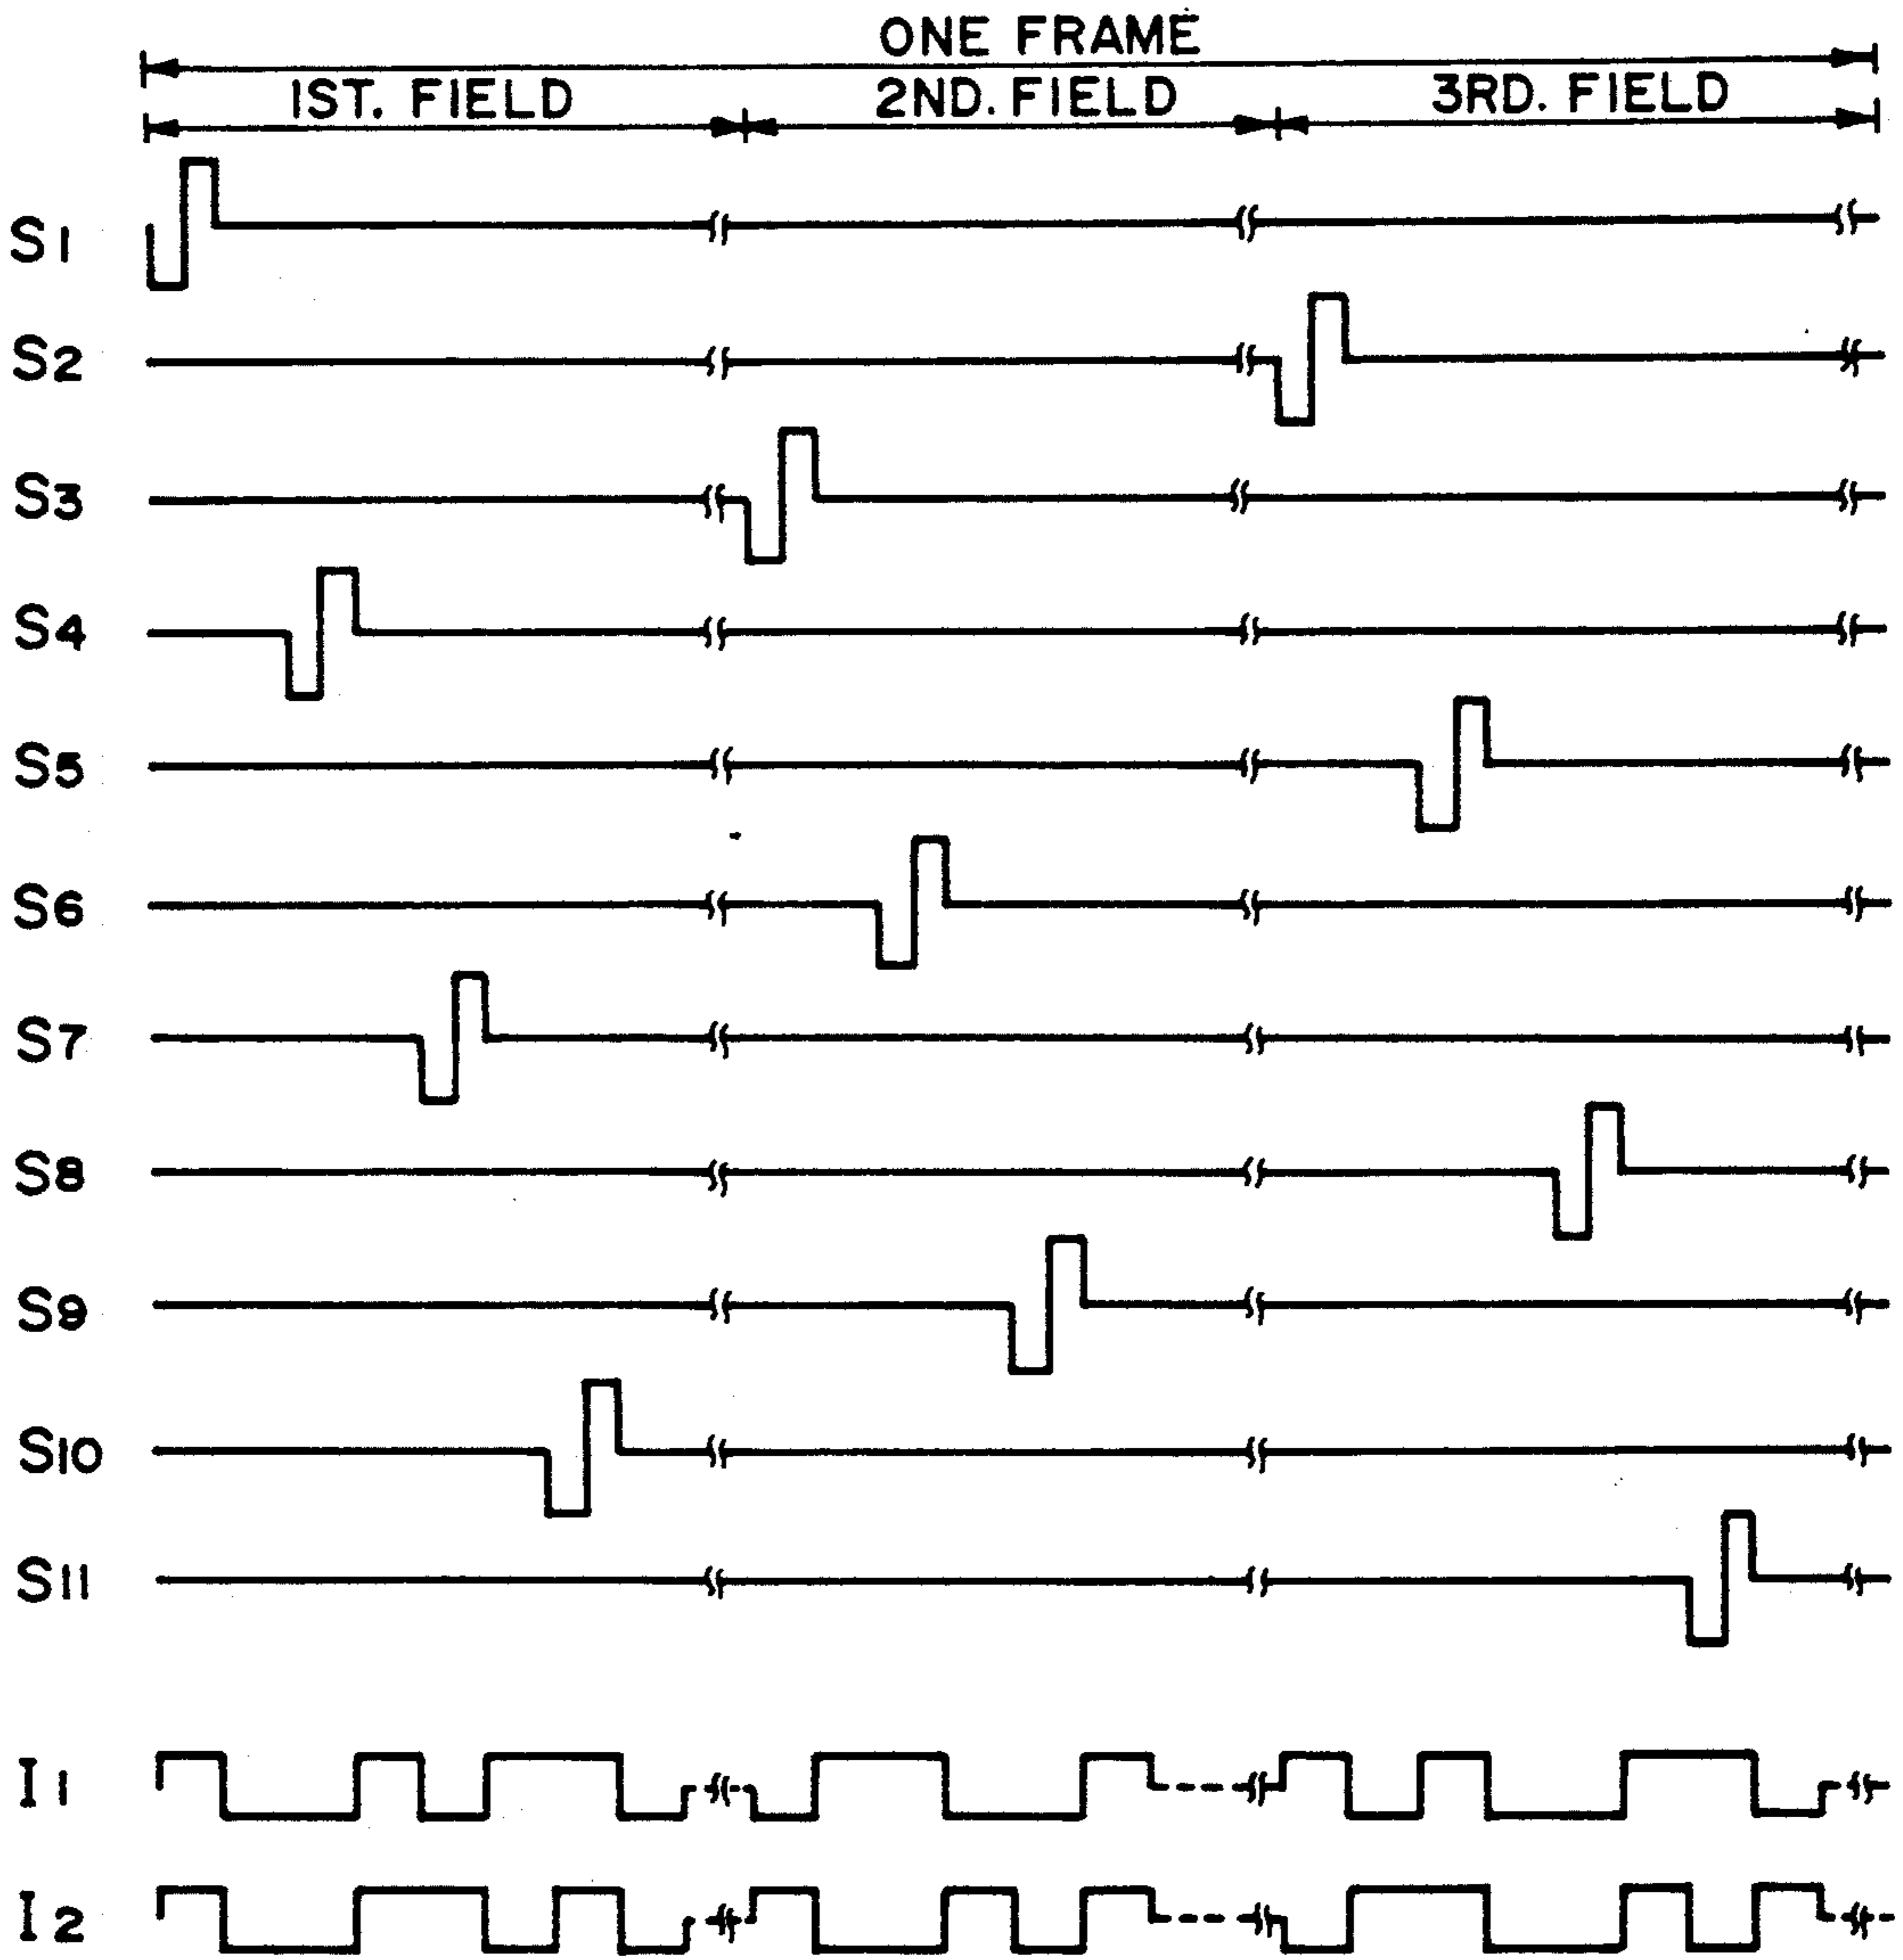 ONE FRAME
1ST. FIELD 2ND. FIELD 3RD. FIELD
S1
S2
S3
S4
S5
S6
S7
S8
S9
S10
S11
I1
I2